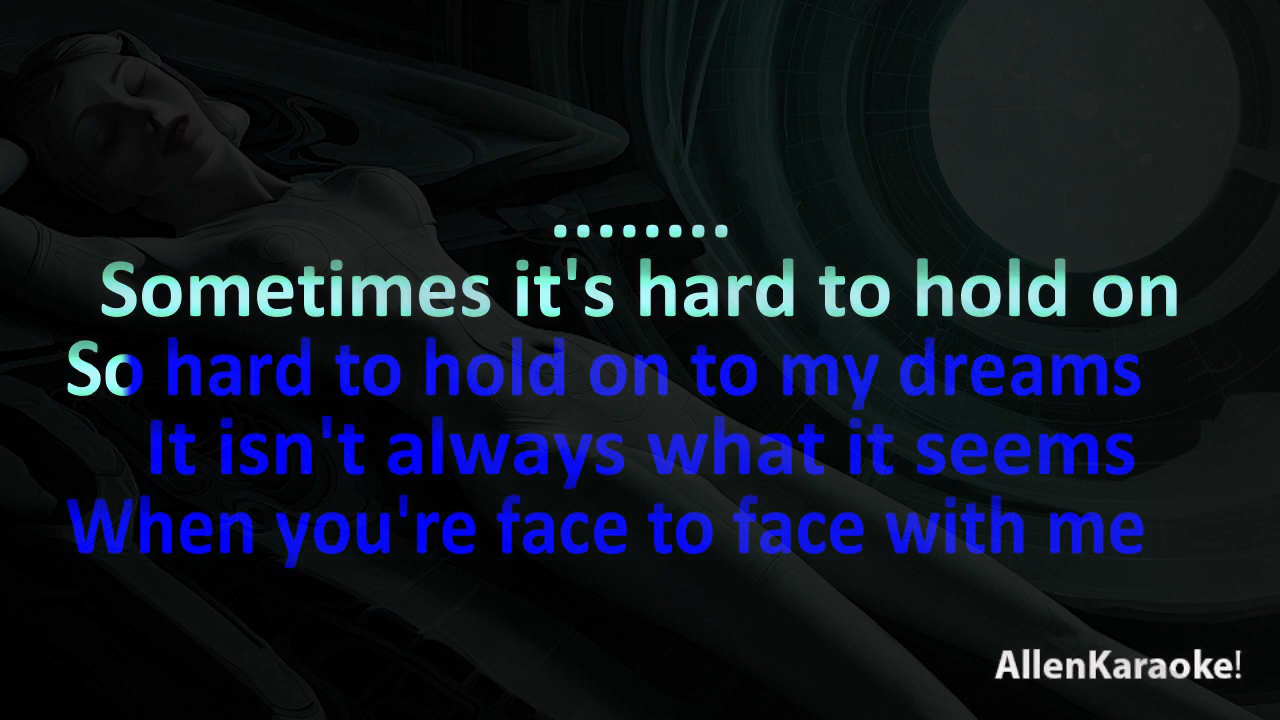 ........
Sometimes it's hard to hold on
So hard to hold on to my dreams
It isn't always what it seems
When you're face to face with me
AllenKaraoke!